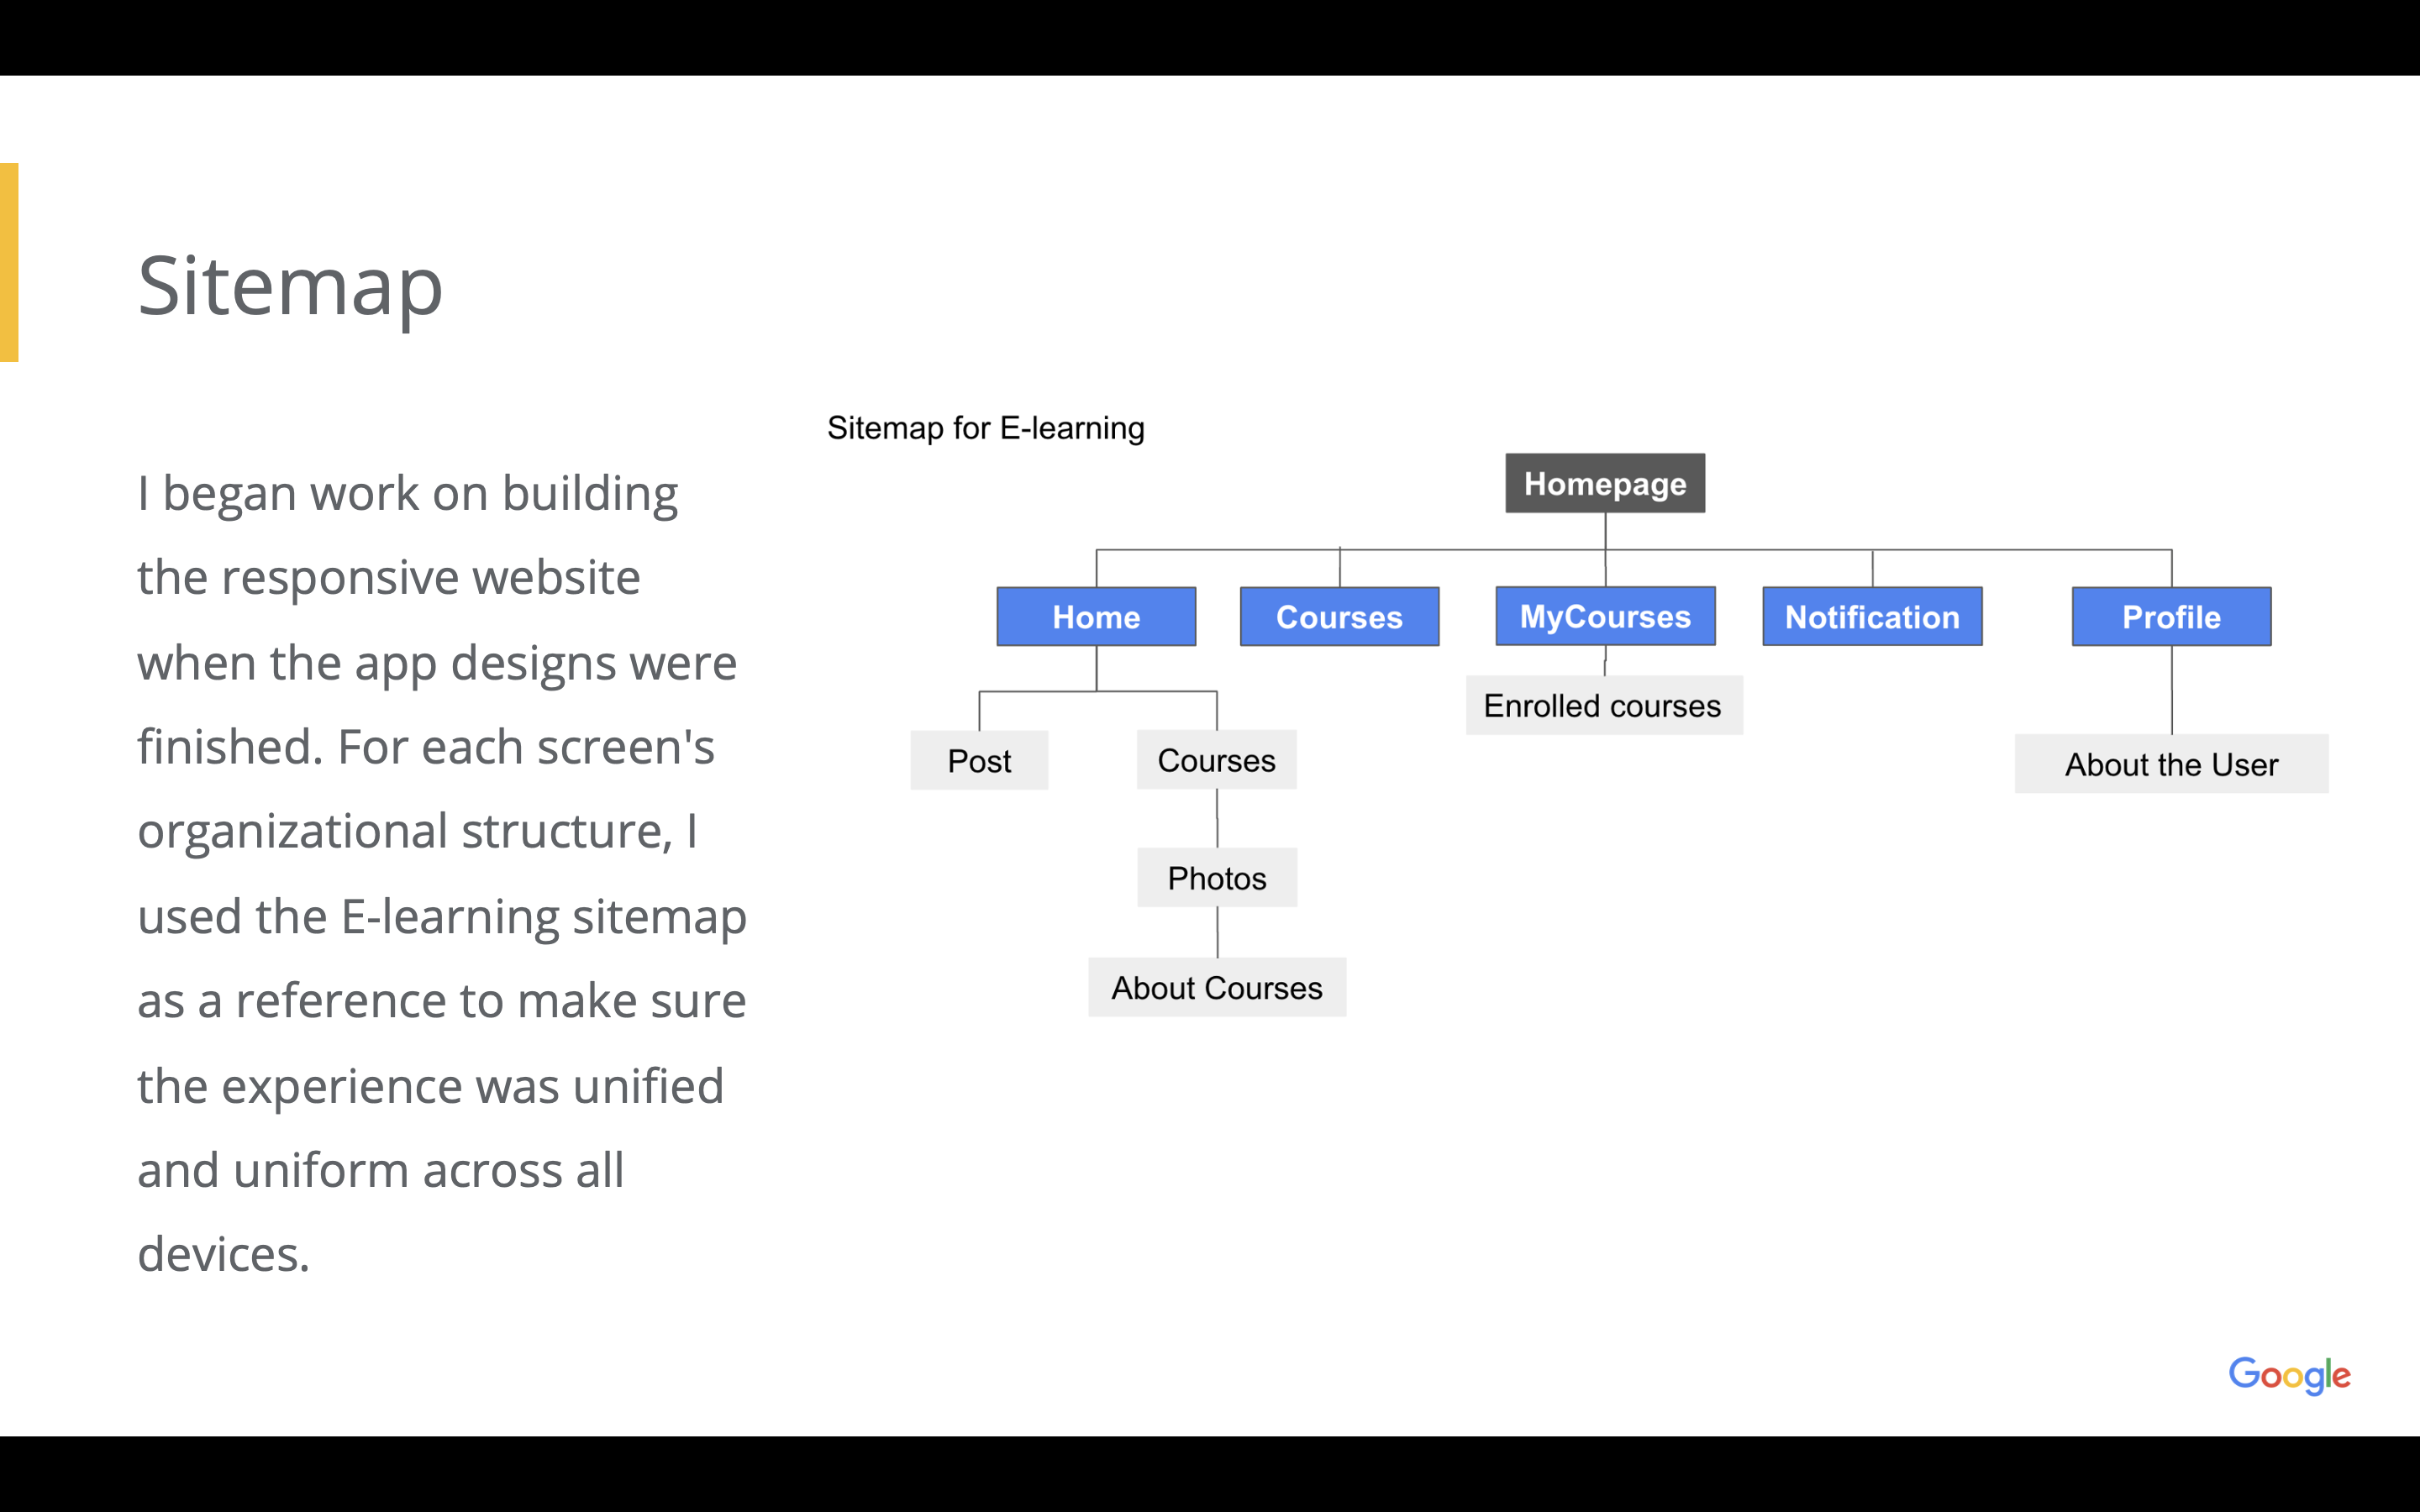 Sitemap
I began work on building
the responsive website
when the app designs were
finished. For each screen's
organizational structure, I
used the E-learning sitemap
as a reference to make sure
the experience was unified
and uniform across all
devices.
Sitemap for E-learning
Homepage
Home
Courses
MyCourses
Notification
Profile
Enrolled courses
Post
Courses
About the User
Photos
About Courses
Google